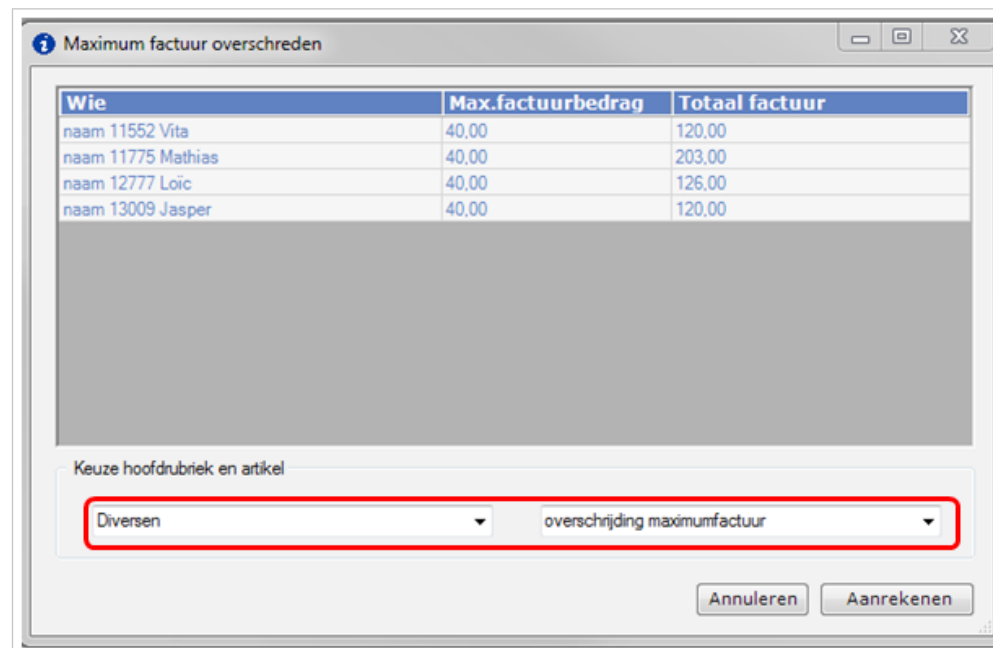 Maximum factuur overschreden
Wie Max.factuurbedrag Totaal factuur
naam 11552 Vita 40,00 120,00
naam 11775 Mathias 40,00 203,00
naam 12777 Loïc 40,00 126,00
naam 13009 Jasper 40,00 120,00
Keuze hoofdrubriek en artikel
Diversen overschrijding maximumfactuur
Annuleren Aanrekenen